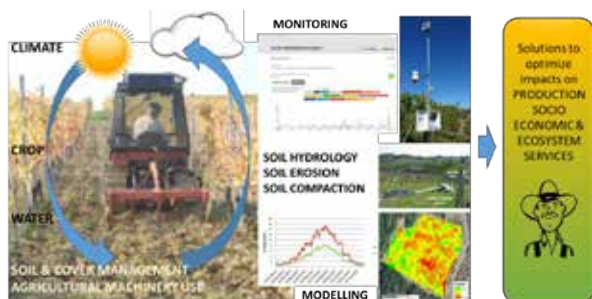 CLIMATE
CROP
WATER
SOIL & COVER MANAGEMENT
AGRICULTURAL MACHINERY USE
MONITORING
SOIL HYDROLOGY
SOIL EROSION
SOIL COMPACTION
MODELLING
Solutions to
optimize
impacts on
PRODUCTION
SOCIO
ECONOMIC &
ECOSYSTEM
SERVICES